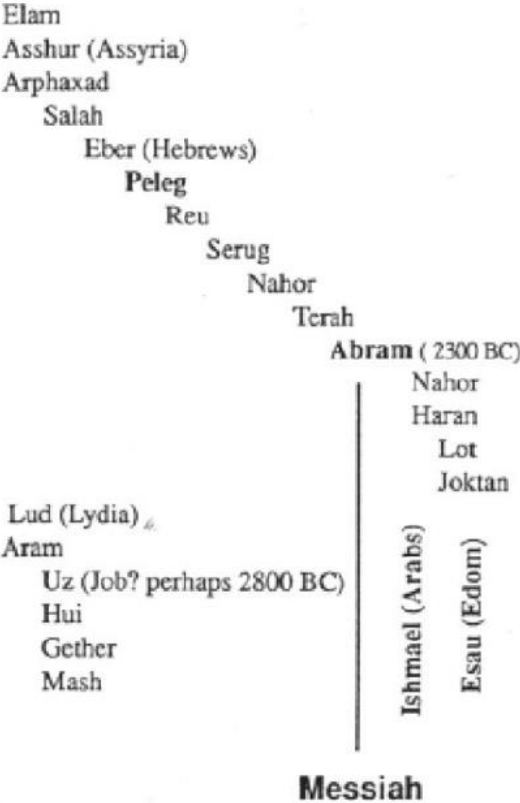 Elam
Asshur (Assyria)
Arphaxad
Salah
Eber (Hebrews)
Peleg
Reu
Serug
Nahor
Terah
Abram ( 2300 BC)
Nahor
Haran
Lot
Joktan
Lud (Lydia)
Aram
Uz (Job? perhaps 2800 BC)
Hui
Gether
Mash
Ishmael (Arabs)
Esau (Edom)
Messiah